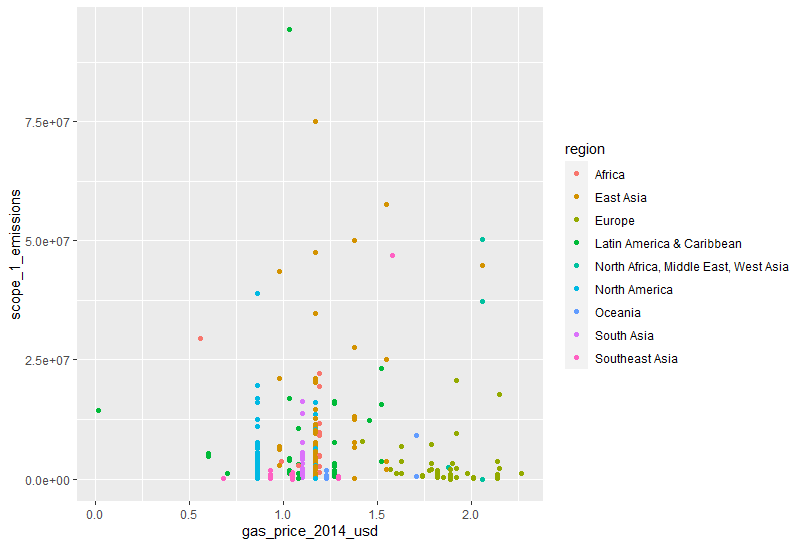 7.5e+07
5.0e+07
2.5e+07
0.0e+00
scope_1_emissions
0.0
0.5
1.0
1.5
2.0
gas_price_2014_usd
region
Africa
East Asia
Europe
Latin America & Caribbean
North Africa, Middle East, West Asia
North America
Oceania
South Asia
Southeast Asia